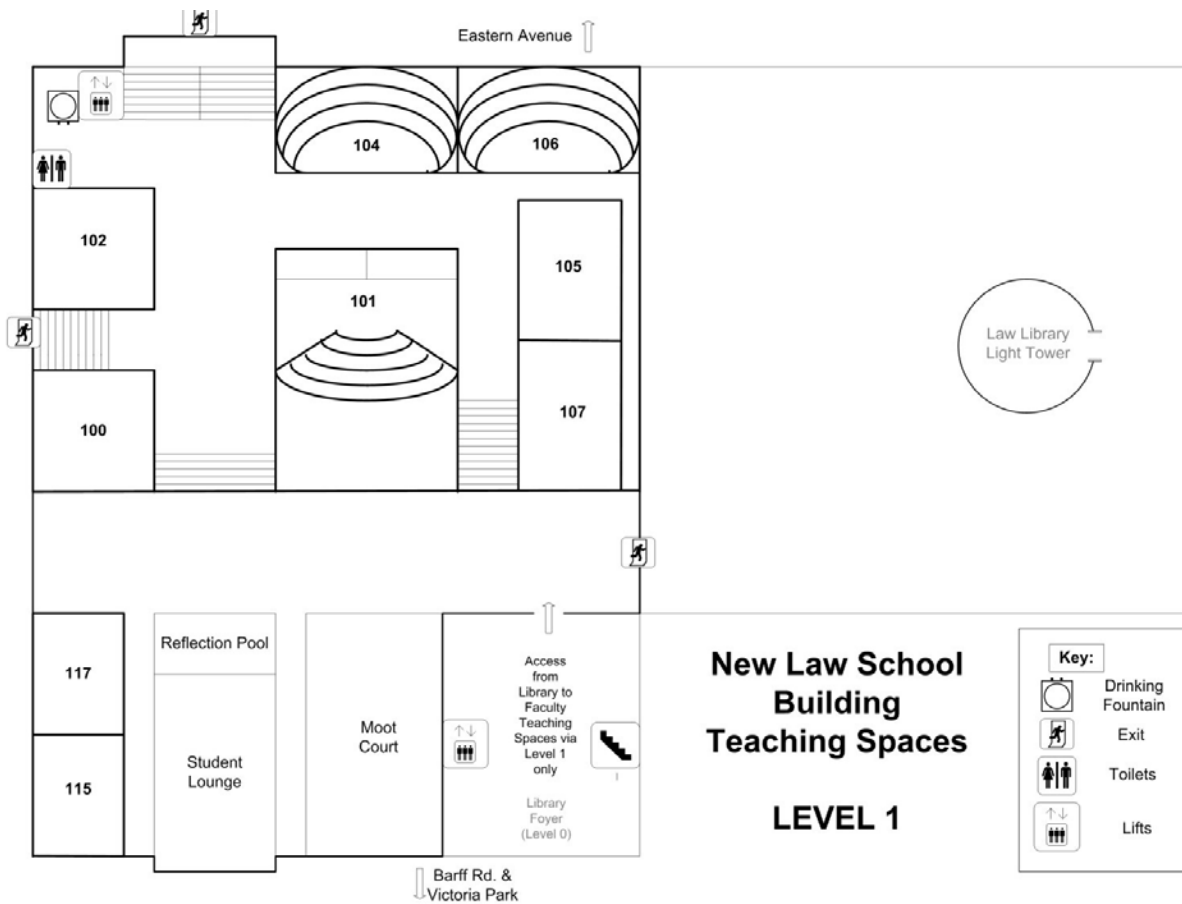 Eastern Avenue
104
106
102
105
101
Law Library
Light Tower
100
107
Reflection Pool
117
Access
from
Library to
Faculty
Teaching
Spaces via
Level 1
only
Moot
Court
Student
Lounge
115
Library
Foyer
(Level 0)
New Law School
Building
Teaching Spaces
LEVEL 1
Key:
Drinking
Fountain
Exit
Toilets
Lifts
Barff Rd. &
Victoria Park